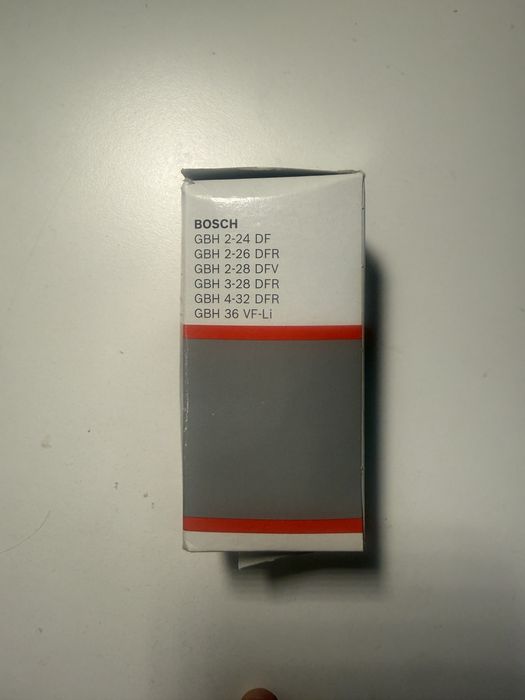 BOSCH
GBH 2-24 DF
GBH 2-26 DFR
GBH 2-28 DFV
GBH 3-28 DFR
GBH 4-32 DFR
GBH 36 VF-Li